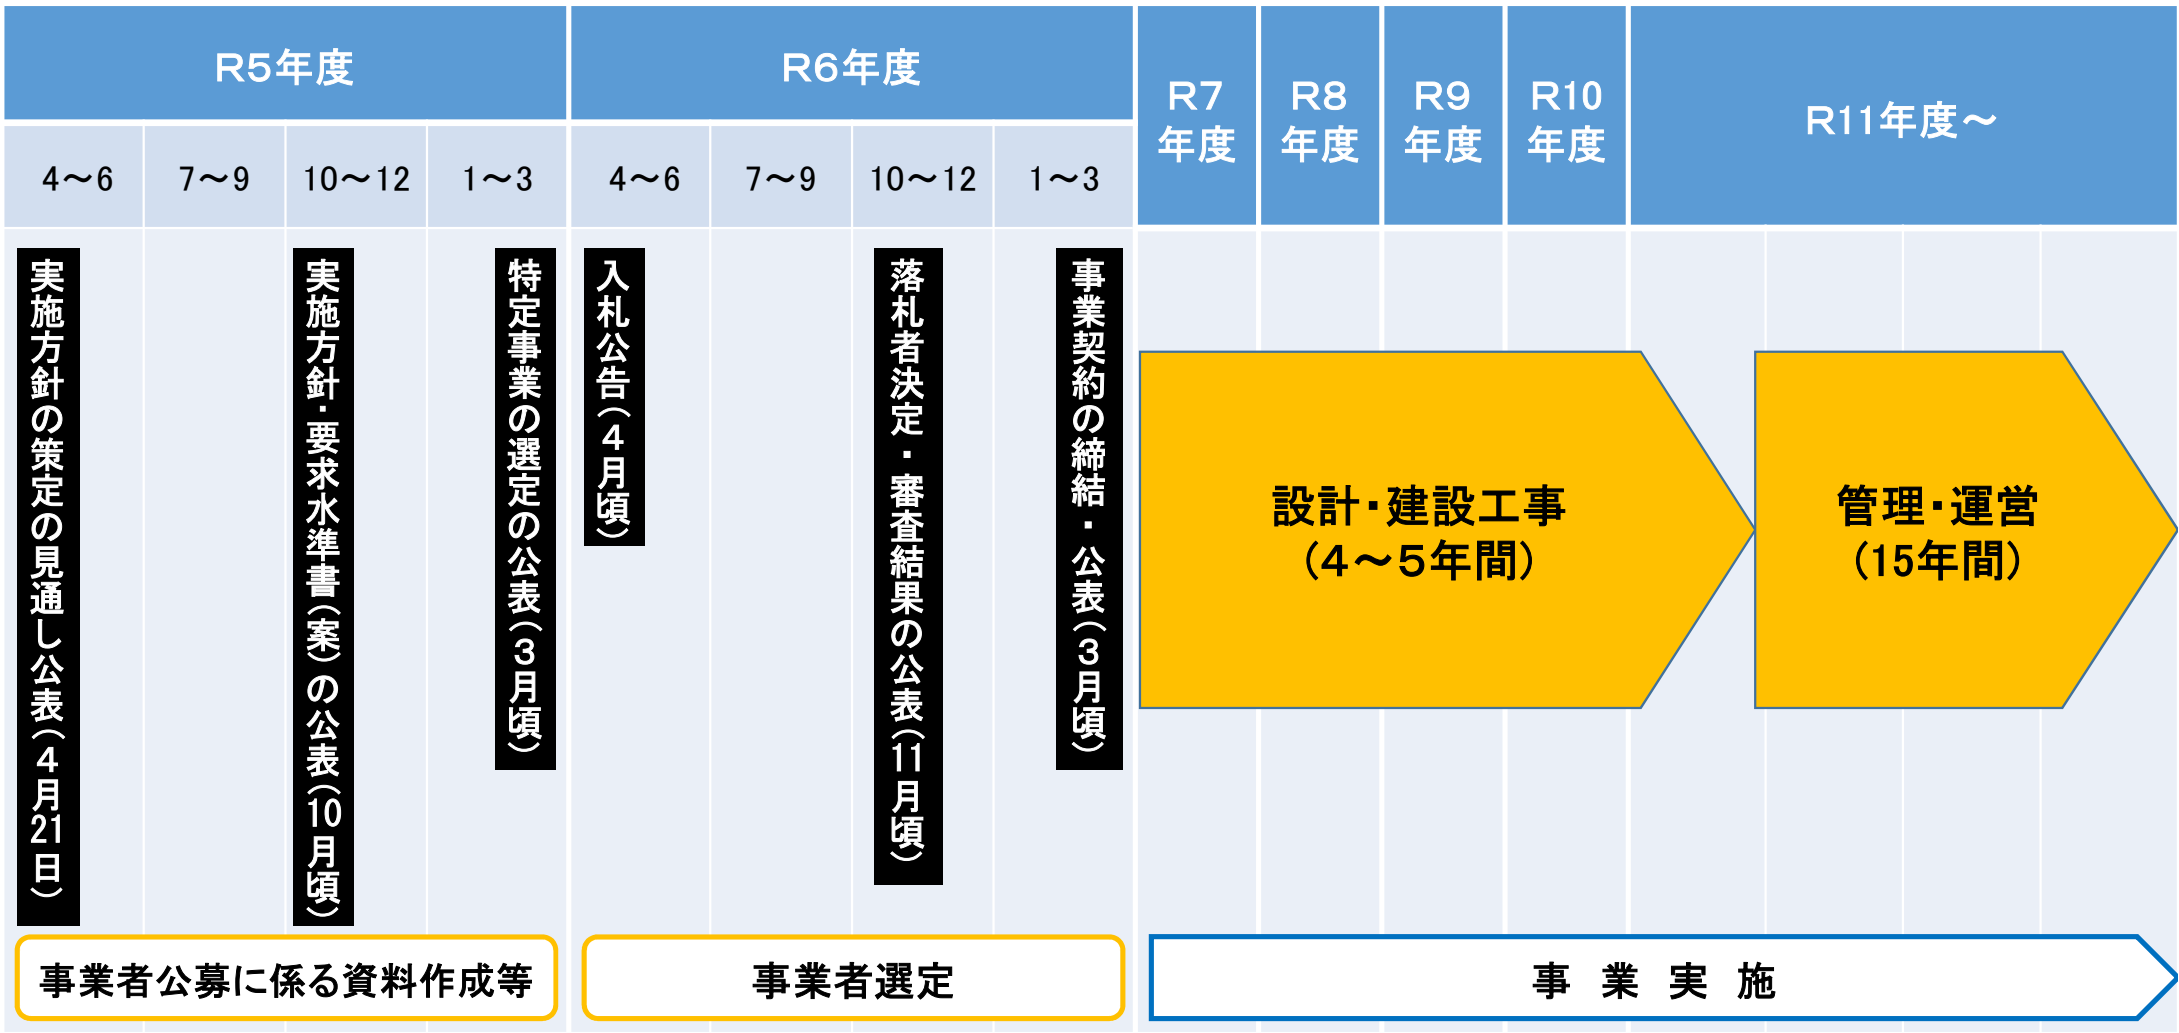 R5年度
R6年度
R7
年度
R8
年度
R9
年度
R10
年度
R11年度～
4～6
7～9
10～12
1～3
4～6
7～9
10～12
1～3
実施方針の策定の見通し公表（４月21日）
実施方針・要求水準書（案）の公表（10月頃）
特定事業の選定の公表（３月頃）
入札公告（４月頃）
落札者決定・審査結果の公表（11月頃）
事業契約の締結・公表（３月頃）
設計・建設工事
（４～５年間）
管理・運営
（15年間）
事業者公募に係る資料作成等
事業者選定
事　業　実　施